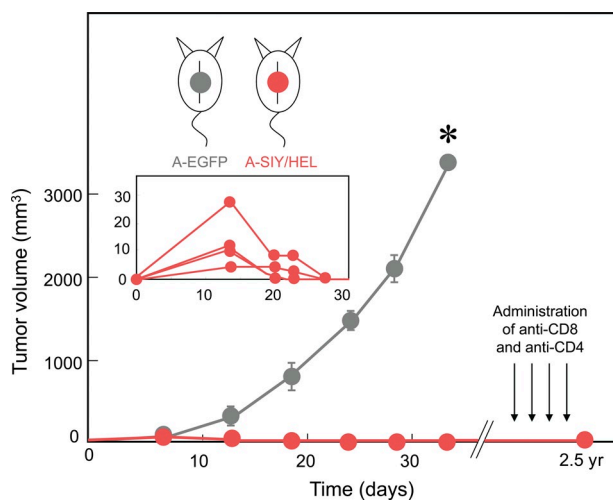 A-EGFP A-SIY/HEL
*
30
20
10
0
0 10 20 30
Tumor volume (mm³)
3000
2000
1000
0
Administration
of anti-CD8
and anti-CD4
0 10 20 30 2.5 yr
Time (days)